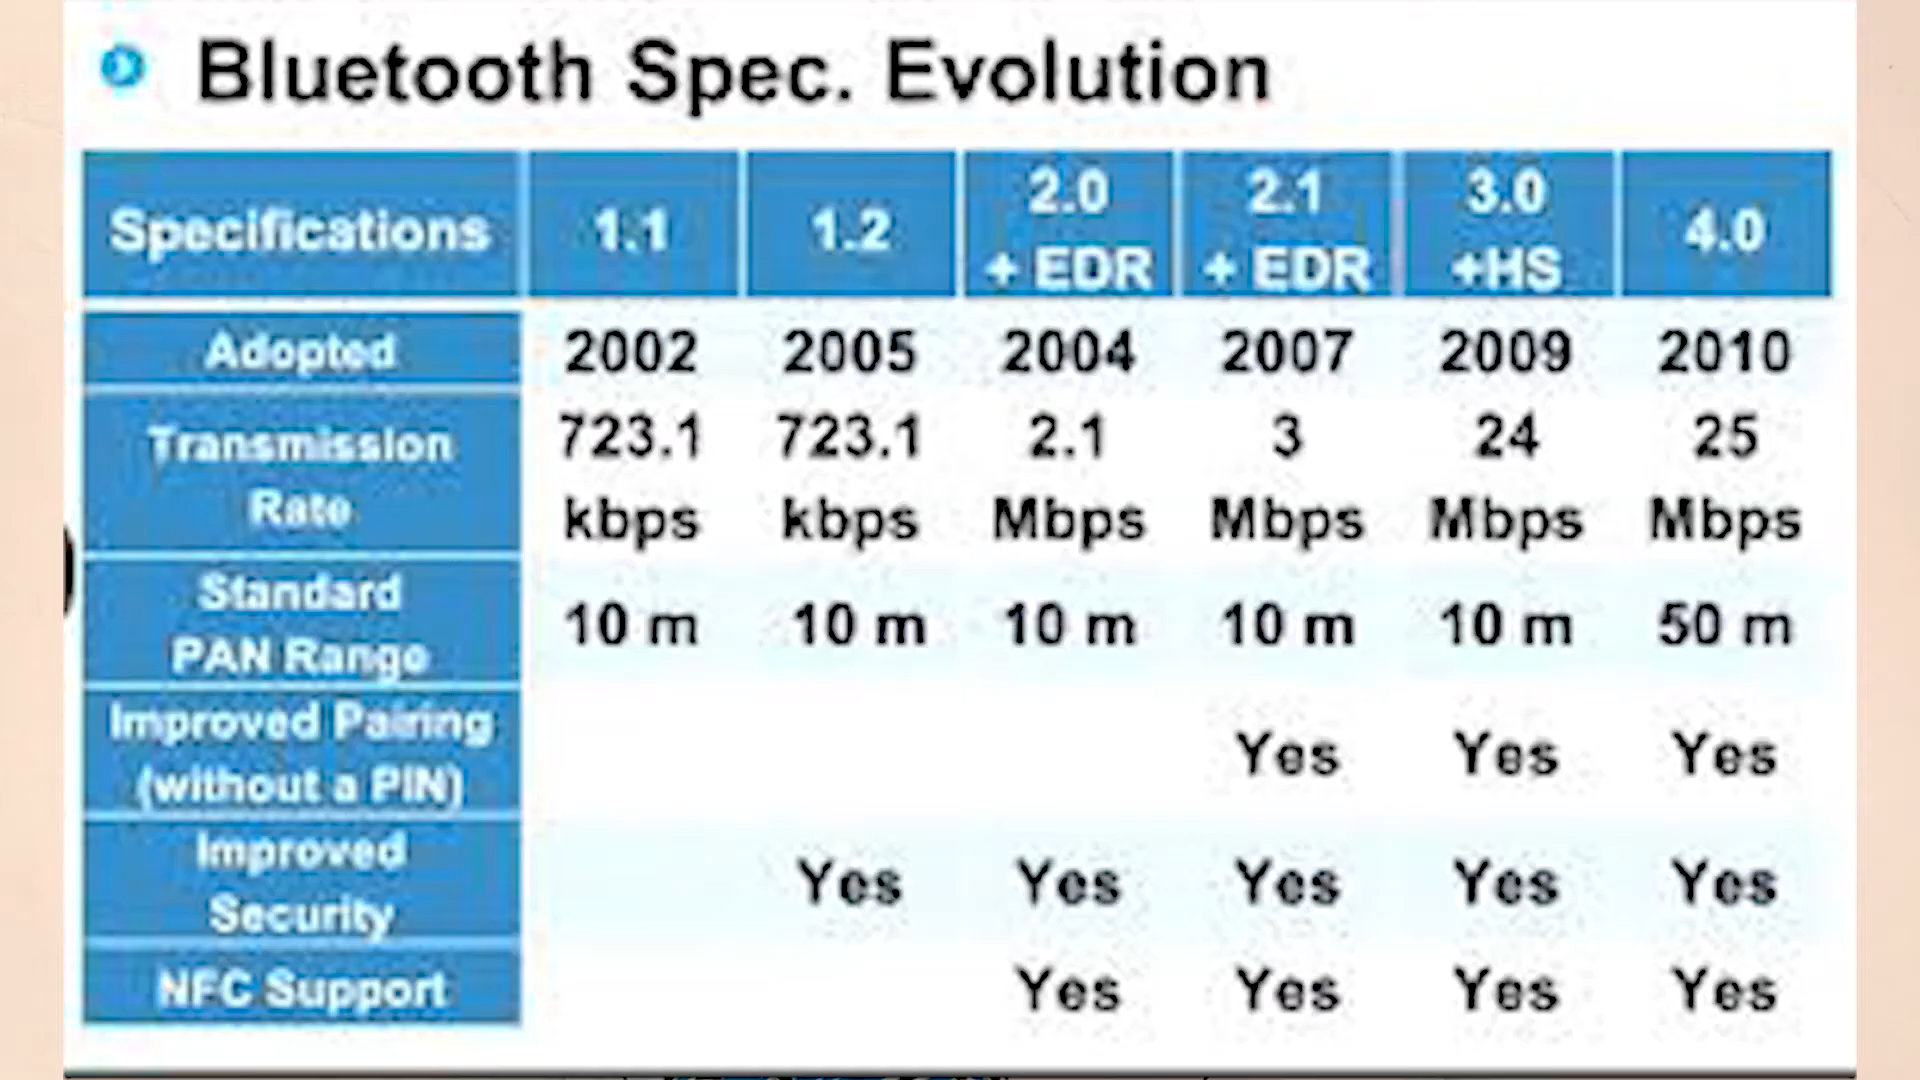 Bluetooth Spec. Evolution
Specifications 1.1 1.2 2.0 + EDR 2.1 + EDR 3.0 +HS 4.0
Adopted 2002 2005 2004 2007 2009 2010
Transmission Rate 723.1 kbps 723.1 kbps 2.1 Mbps 3 Mbps 24 Mbps 25 Mbps
Standard PAN Range 10 m 10 m 10 m 10 m 10 m 50 m
Improved Pairing (without a PIN) Yes Yes Yes
Improved Security Yes Yes Yes Yes Yes
NFC Support Yes Yes Yes Yes